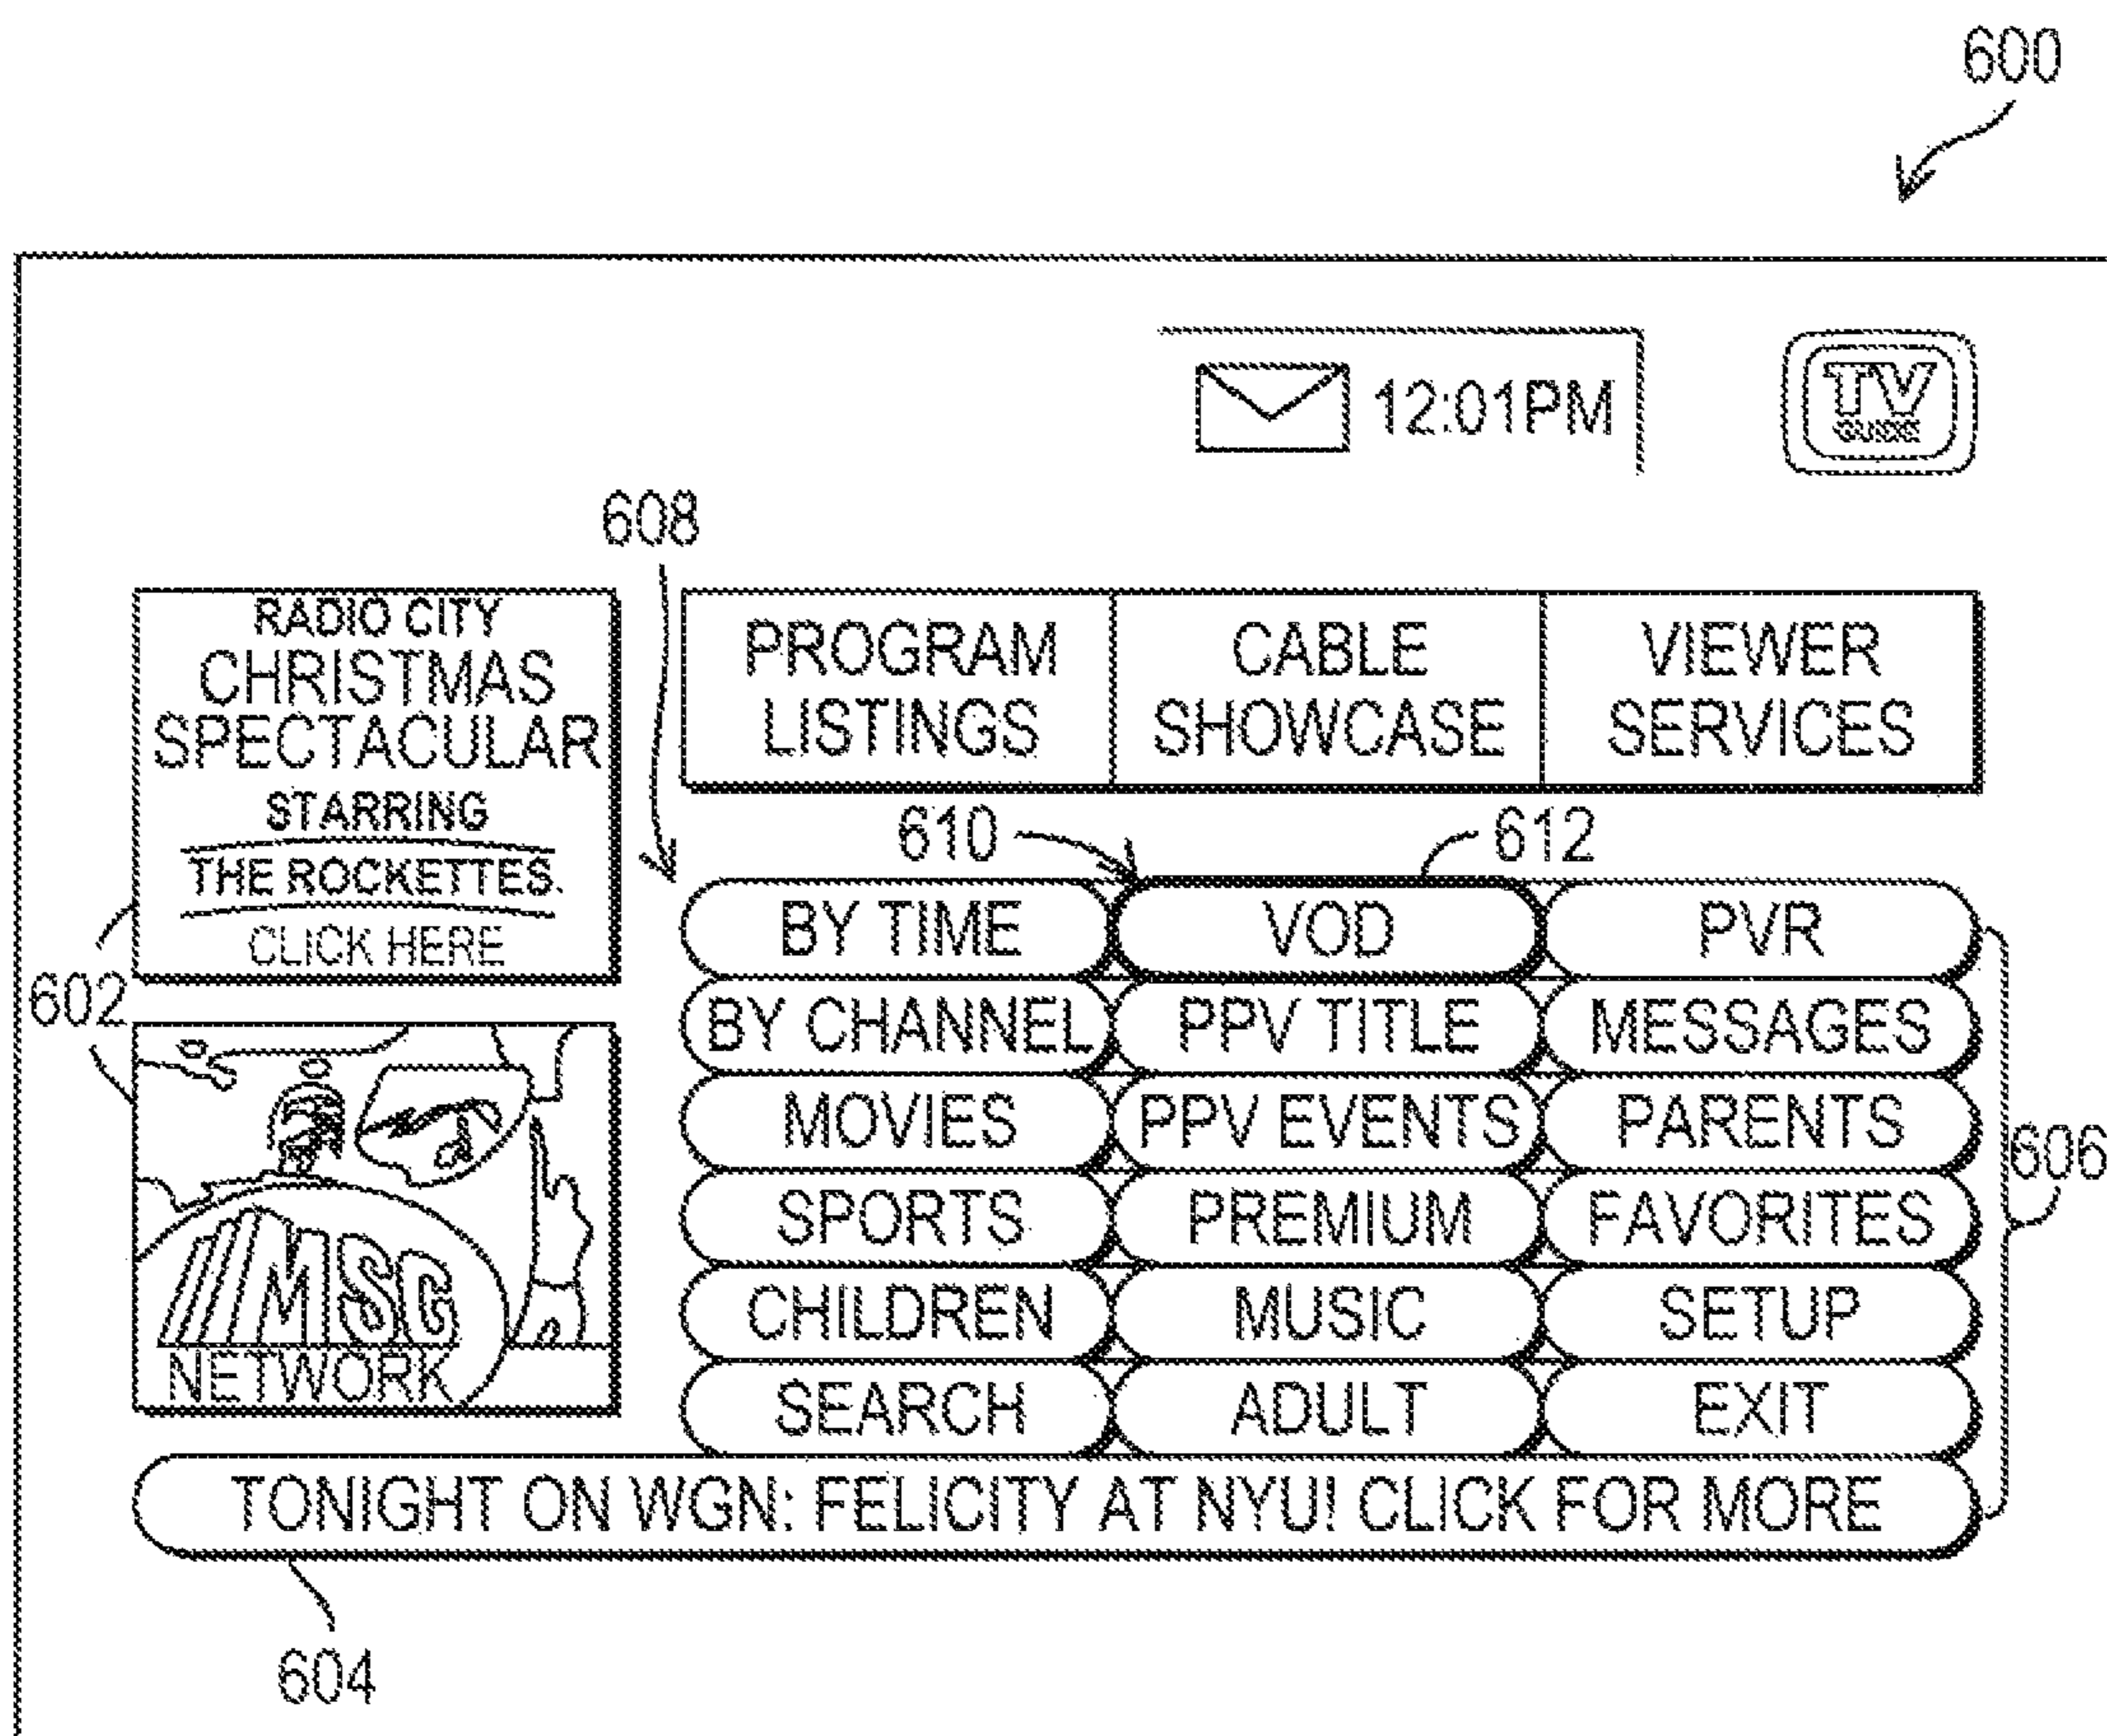 600
12:01PM
TV
GUIDE
608
RADIO CITY
CHRISTMAS
SPECTACULAR
STARRING
THE ROCKETTES.
CLICK HERE
PROGRAM LISTINGS
CABLE SHOWCASE
VIEWER SERVICES
610
612
BY TIME VOD PVR
602
BY CHANNEL PPV TITLE MESSAGES
MOVIES PPV EVENTS PARENTS
606
SPORTS PREMIUM FAVORITES
CHILDREN MUSIC SETUP
SEARCH ADULT EXIT
MSC
NETWORK
TONIGHT ON WGN: FELICITY AT NYU! CLICK FOR MORE
604